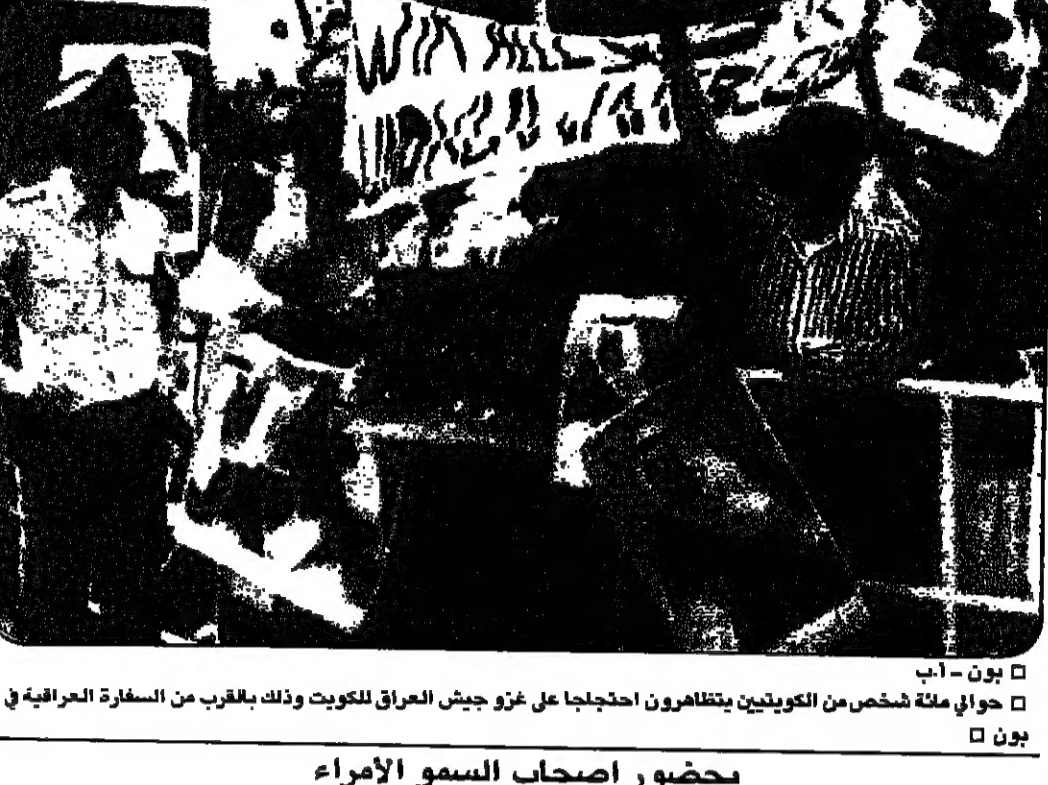 □ بون - ا.ب
□ حوالي مائة شخص من الكويتيين يتظاهرون احتجاجا على غزو جيش العراق للكويت وذلك بالقرب من السفارة العراقية في
بون □
بحضور اصحاب السمو الأمراء